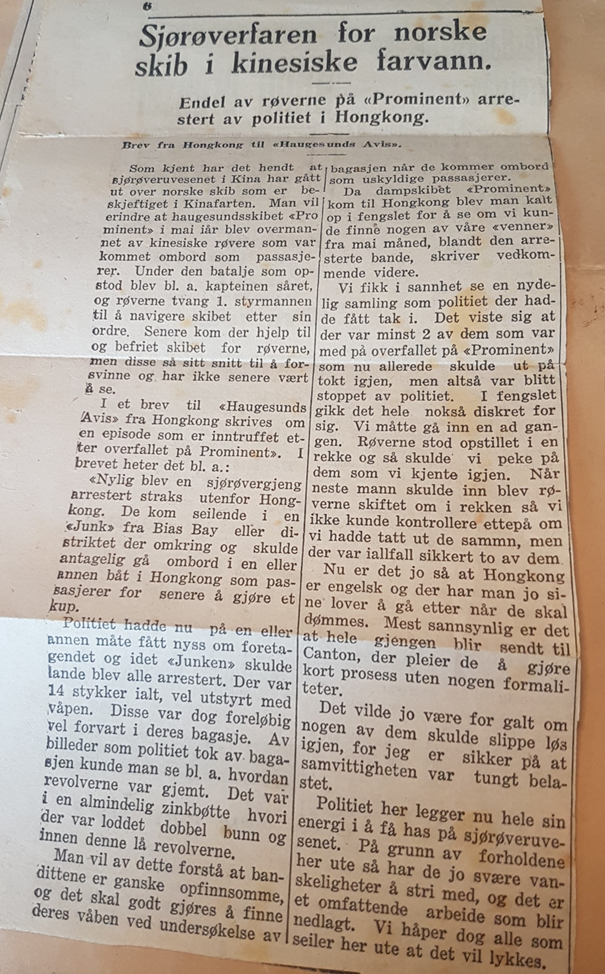 6
Sjørøverfaren for norske
skib i kinesiske farvann.
Endel av røverne på «Prominent» arre-
stert av politiet i Hongkong.
Brev fra Hongkong til «Haugesunds Avis».
Som kjent har det hendt at
sjørøveruvesenet i Kina har gått
ut over norske skib som er be-
skjeftiget i Kinafarten. Man vil
erindre at haugesundsskibet «Pro
minent» i mai iår blev overman-
net av kinesiske røvere som var
kommet ombord som passasje-
rer. Under den batalje som op-
stod blev bl. a. kapteinen såret,
og røverne tvang 1. styrmannen
til å navigere skibet etter sin
ordre. Senere kom der hjelp til
og befriet skibet for røverne,
men disse så sitt snitt til å for-
svinne og har ikke senere vært
å se.
I et brev til «Haugesunds
Avis» fra Hongkong skrives om
en episode som er inntruffet et-
ter overfallet på Prominent». I
brevet heter det bl. a.:
«Nylig blev en sjørøvergjeng
arrestert straks utenfor Hong-
kong. De kom seilende i en
«Junk» fra Bias Bay eller di-
striktet der omkring og skulde
antagelig gå ombord i en eller
annen båt i Hongkong som pas-
sasjerer for senere å gjøre et
kup.
Politiet hadde nu på en eller
annen måte fått nyss om foreta-
gendet og idet «Junken» skulde
lande blev alle arrestert. Der var
14 stykker ialt, vel utstyrt med
våpen. Disse var dog foreløbig
vel forvart i deres bagasje. Av
billeder som politiet tok av baga-
sjen kunde man se bl. a. hvordan
revolverne var gjemt. Det var
i en almindelig zinkbøtte hvori
der var loddet dobbel bunn og
innen denne lå revolverne.
Man vil av dette forstå at ban-
dittene er ganske opfinnsomme,
og det skal godt gjøres å finne
deres våben ved undersøkelse av
bagasjen når de kommer ombord
som uskyldige passasjerer.
Da dampskibet «Prominent»
kom til Hongkong blev man kalt
op i fengslet for å se om vi kun-
de finne nogen av våre «venner»
fra mai måned, blandt den arre-
sterte bande, skriver vedkom-
mende videre.
Vi fikk i sannhet se en nyde-
lig samling som politiet der had-
de fått tak i. Det viste sig at
der var minst 2 av dem som var
med på overfallet på «Prominent»
som nu allerede skulde ut på
tokt igjen, men altså var blitt
stoppet av politiet. I fengslet
gikk det hele nokså diskret for
sig. Vi måtte gå inn en ad gan-
gen. Røverne stod opstillet i en
rekke og så skulde vi peke på
dem som vi kjente igjen. Når
neste mann skulde inn blev rø-
verne skiftet om i rekken så vi
ikke kunde kontrollere ettepå om
vi hadde tatt ut de sammn, men
der var iallfall sikkert to av dem.
Nu er det jo så at Hongkong
er engelsk og der har man jo si-
ne lover å gå etter når de skal
dømmes. Mest sannsynlig er det
at hele gjengen blir sendt til
Canton, der pleier de å gjøre
kort prosess uten nogen formali-
teter.
Det vilde jo være for galt om
nogen av dem skulde slippe løs
igjen, for jeg er sikker på at
samvittigheten var tungt bela-
stet.
Politiet her legger nu hele sin
energi i å få has på sjørøveruve-
senet. På grunn av forholdene
her ute så har de jo svære van-
skeligheter å stri med, og det er
et omfattende arbeide som blir
nedlagt. Vi håper dog alle som
seiler her ute at det vil lykkes.